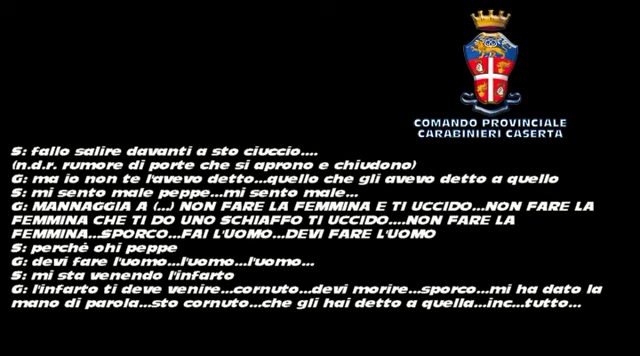 COMANDO PROVINCIALE
CARABINIERI CASERTA
S: fallo salire davanti a sto ciuccio....
(n.d.r. rumore di porte che si aprono e chiudono)
G: ma io non te l'avevo detto...quello che gli avevo detto a quello
S: mi sento male peppe...mi sento male...
G: MANNAGGIA A (...) NON FARE LA FEMMINA E TI UCCIDO...NON FARE LA
FEMMINA CHE TI DO UNO SCHIAFFO TI UCCIDO....NON FARE LA
FEMMINA...SPORCO...FAI L'UOMO...DEVI FARE L'UOMO
S: perchè ohi peppe
G: devi fare l'uomo...l'uomo...l'uomo...
S: mi sta venendo l'infarto
G: l'infarto ti deve venire...cornuto...devi morire...sporco...mi ha dato la
mano di parola...sto cornuto...che gli hai detto a quella...inc...tutto...